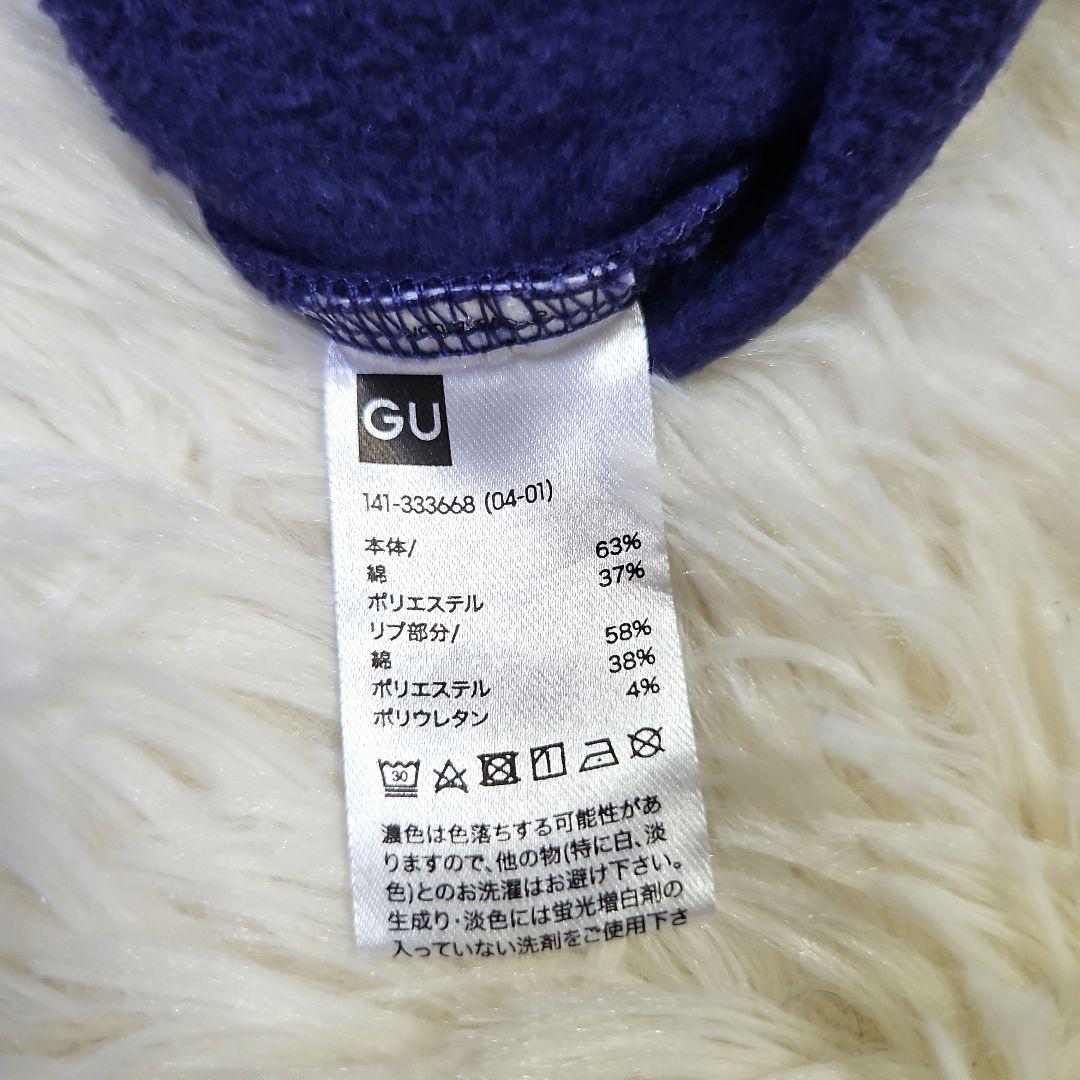 GU
141-333668 (04-01)
本体/
綿 63%
ポリエステル 37%
リブ部分/
綿 58%
ポリエステル 38%
ポリウレタン 4%
30
濃色は色落ちする可能性があ
りますので、他の物(特に白、淡
色)とのお洗濯はお避け下さい。
生成り·淡色には蛍光増白剤の
入っていない洗剤をご使用下さ